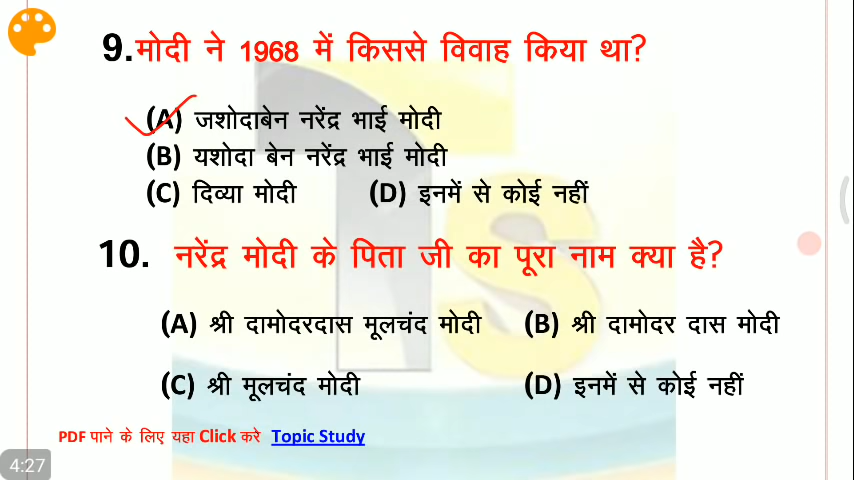 9.मोदी ने 1968 में किससे विवाह किया था?
(A) जशोदाबेन नरेंद्र भाई मोदी
(B) यशोदा बेन नरेंद्र भाई मोदी
(C) दिव्या मोदी (D) इनमें से कोई नहीं
10. नरेंद्र मोदी के पिता जी का पूरा नाम क्या है?
(A) श्री दामोदरदास मूलचंद मोदी (B) श्री दामोदर दास मोदी
(C) श्री मूलचंद मोदी (D) इनमें से कोई नहीं
PDF पाने के लिए यहा Click करे Topic Study
4:27